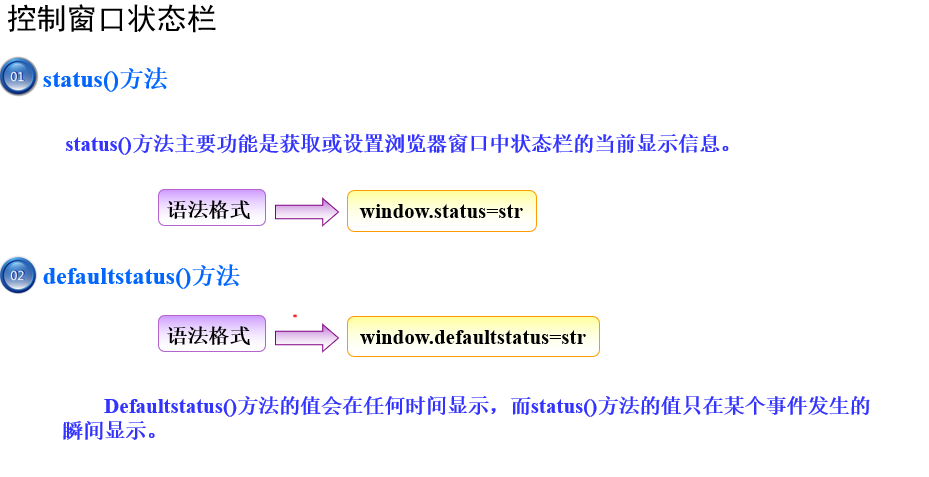 控制窗口状态栏
01 status()方法
status()方法主要功能是获取或设置浏览器窗口中状态栏的当前显示信息。
语法格式 window.status=str
02 defaultstatus()方法
语法格式 window.defaultstatus=str
Defaultstatus()方法的值会在任何时间显示，而status()方法的值只在某个事件发生的
瞬间显示。